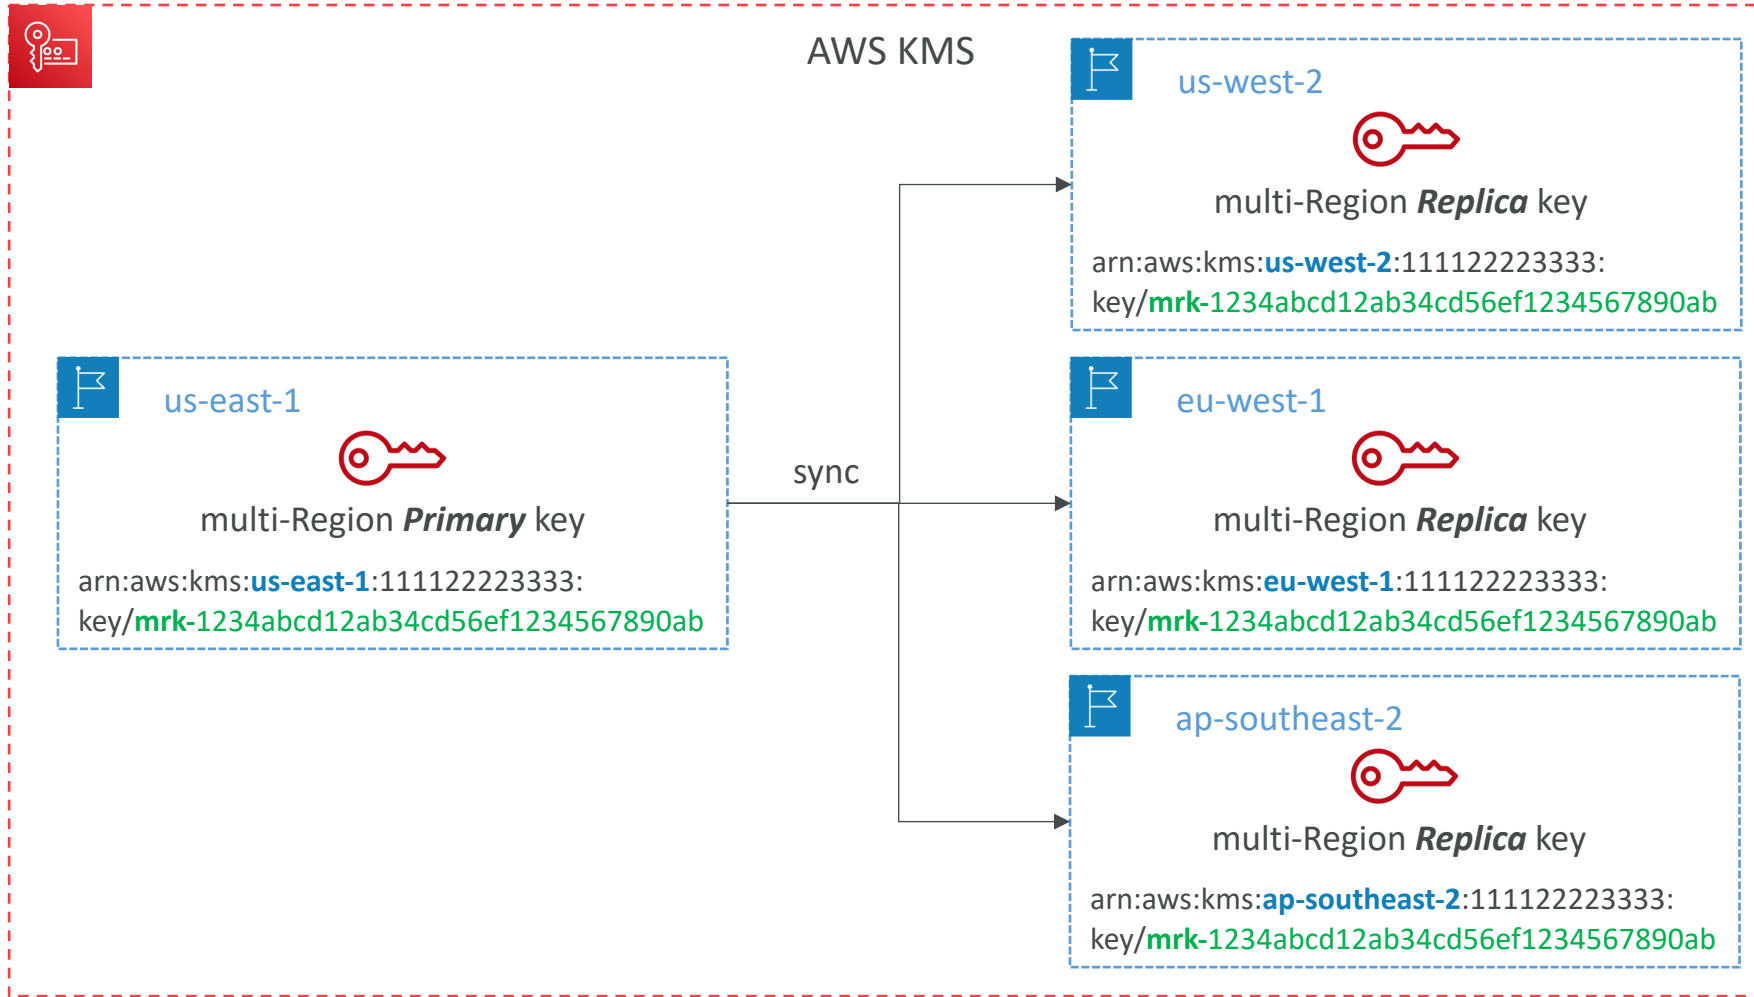 AWS KMS
us-east-1
multi-Region Primary key
arn:aws:kms:us-east-1:111122223333:
key/mrk-1234abcd12ab34cd56ef1234567890ab
sync
us-west-2
multi-Region Replica key
arn:aws:kms:us-west-2:111122223333:
key/mrk-1234abcd12ab34cd56ef1234567890ab
eu-west-1
multi-Region Replica key
arn:aws:kms:eu-west-1:111122223333:
key/mrk-1234abcd12ab34cd56ef1234567890ab
ap-southeast-2
multi-Region Replica key
arn:aws:kms:ap-southeast-2:111122223333:
key/mrk-1234abcd12ab34cd56ef1234567890ab